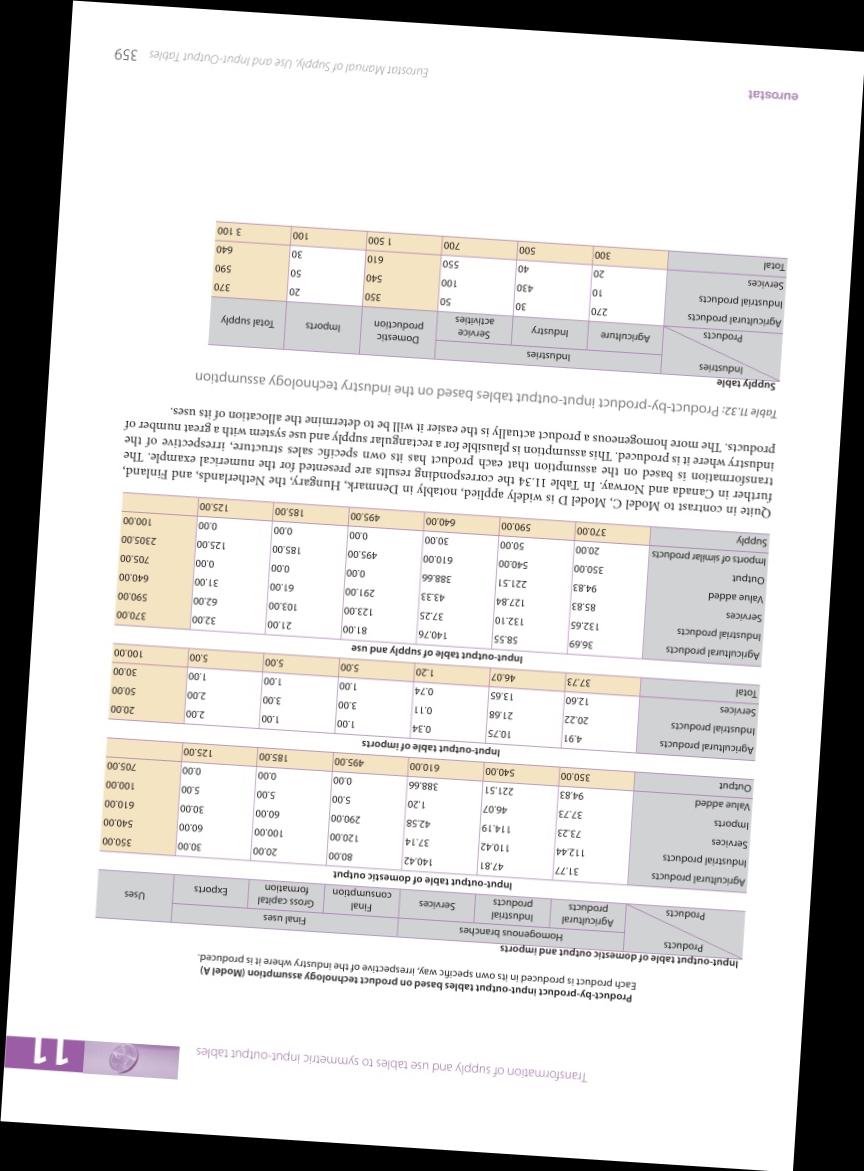 Transformation of supply and use tables to symmetric input-output tables 11
Product-by-product input-output tables based on product technology assumption (Model A)
Each product is produced in its own specific way, irrespective of the industry where it is produced.
Input-output table of domestic output and imports
Products Homogenous branches Final uses Uses
Products Agricultural products Industrial products Services Final consumption Gross capital formation Exports
Input-output table of domestic output
Agricultural products 31.77 47.81 140.42 80.00 20.00 30.00 350.00
Industrial products 112.44 110.42 37.14 120.00 100.00 60.00 540.00
Services 73.23 114.19 42.58 290.00 60.00 30.00 610.00
Imports 37.73 46.07 1.20 5.00 5.00 5.00 100.00
Value added 94.83 221.51 388.66 0.00 0.00 0.00 705.00
Output 350.00 540.00 610.00 495.00 185.00 125.00
Input-output table of imports
Agricultural products 4.91 10.75 0.34 1.00 1.00 2.00 20.00
Industrial products 20.22 21.68 0.11 3.00 3.00 2.00 50.00
Services 12.60 13.65 0.74 1.00 1.00 1.00 30.00
Total 37.73 46.07 1.20 5.00 5.00 5.00 100.00
Input-output table of supply and use
Agricultural products 36.69 58.55 140.76 81.00 21.00 32.00 370.00
Industrial products 132.65 132.10 37.25 123.00 103.00 62.00 590.00
Services 85.83 127.84 43.33 291.00 61.00 31.00 640.00
Value added 94.83 221.51 388.66 0.00 0.00 0.00 705.00
Output 350.00 540.00 610.00 495.00 185.00 125.00 2305.00
Imports of similar products 20.00 50.00 30.00 0.00 0.00 0.00 100.00
Supply 370.00 590.00 640.00 495.00 185.00 125.00
Quite in contrast to Model C, Model D is widely applied, notably in Denmark, Hungary, the Netherlands, and Finland,
further in Canada and Norway. In Table 11.34 the corresponding results are presented for the numerical example. The
transformation is based on the assumption that each product has its own specific sales structure, irrespective of the
industry where it is produced. This assumption is plausible for a rectangular supply and use system with a great number of
products. The more homogeneous a product actually is the easier it will be to determine the allocation of its uses.
Table 11.32: Product-by-product input-output tables based on the industry technology assumption
Supply table
Industries Industries Domestic production Imports Total supply
Products Agriculture Industry Service activities
Agricultural products 270 30 50 350 20 370
Industrial products 10 430 100 540 50 590
Services 20 40 550 610 30 640
Total 300 500 700 1 500 100 3 100
eurostat
Eurostat Manual of Supply, Use and Input-Output Tables 359